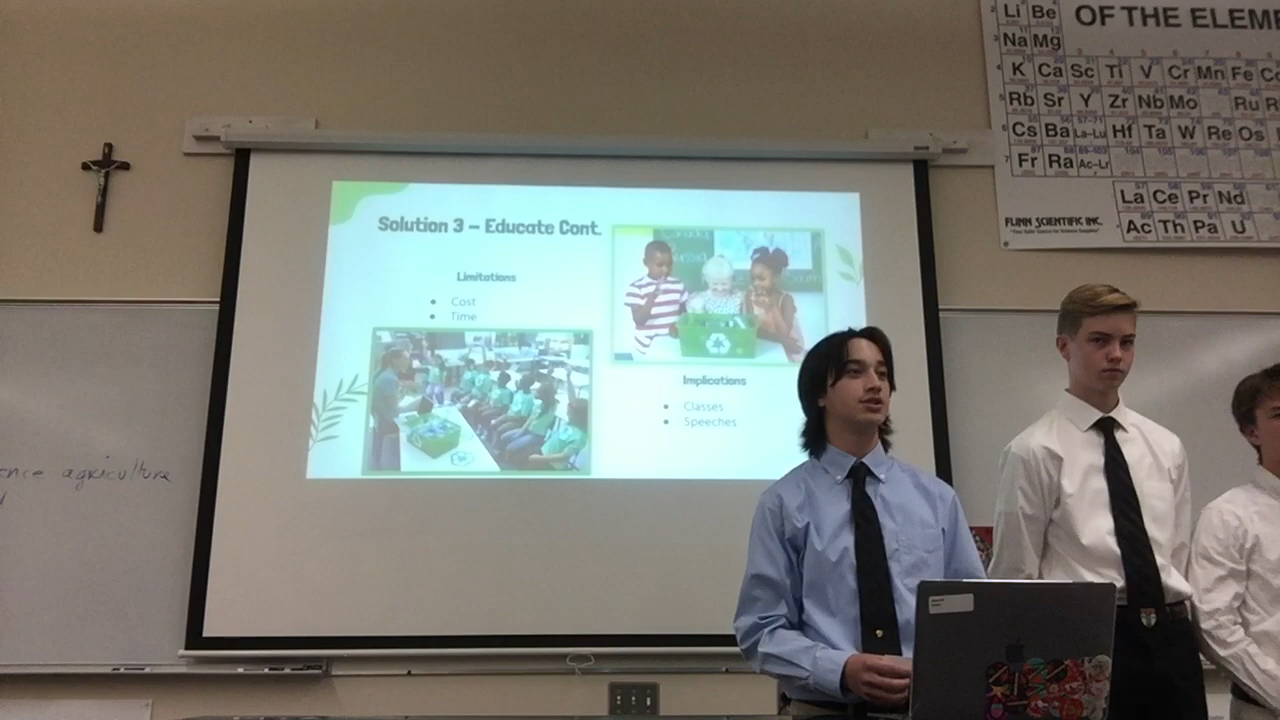 Solution 3 - Educate Cont.
Limitations
• Cost
• Time
Implications
• Classes
• Speeches
agriculture
OF THE ELEM
Li Be
Na Mg
K Ca Sc Ti V Cr Mn Fe
Rb Sr Y Zr Nb Mo Ru
Cs Ba La-Lu Hf Ta W Re Os
Fr Ra Ac-Lr
La Ce Pr Nd
Ac Th Pa U
FLINN SCIENTIFIC INC.